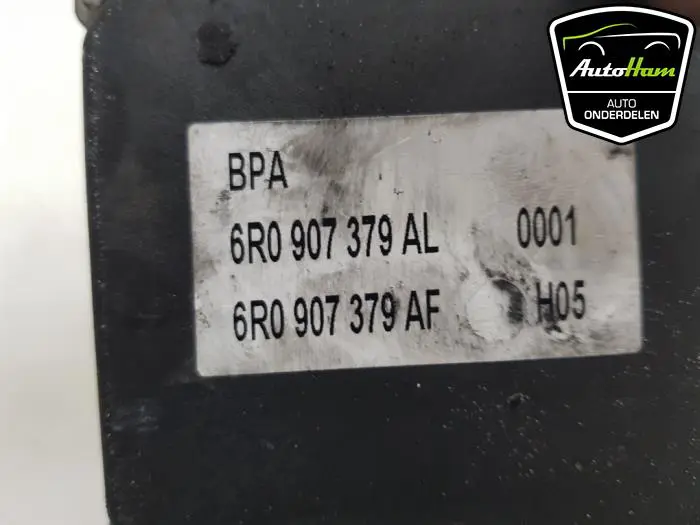 AutoHam
AUTO
ONDERDELEN
BPA
6R0 907 379 AL 0001
6R0 907 379 AF H05